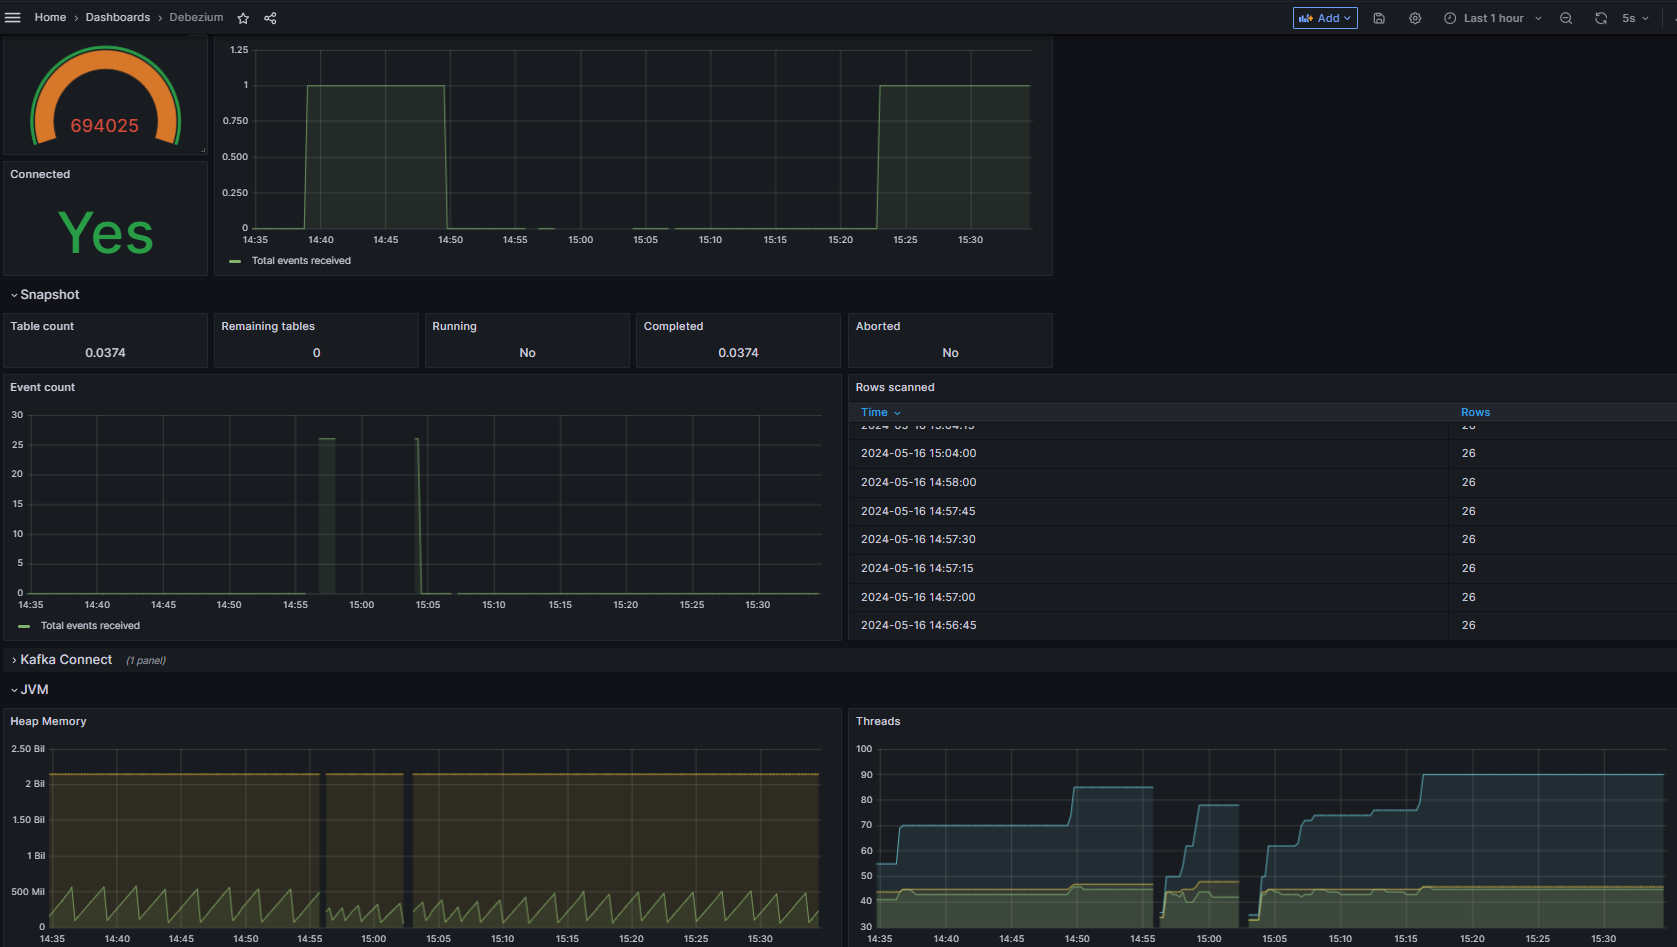 Home › Dashboards › Debezium
Add
Last 1 hour
5s
694025
1.25
1
0.750
0.500
0.250
0
14:35 14:40 14:45 14:50 14:55 15:00 15:05 15:10 15:15 15:20 15:25 15:30
Total events received
Connected
Yes
Snapshot
Table count
0.0374
Remaining tables
0
Running
No
Completed
0.0374
Aborted
No
Event count
30
25
20
15
10
5
0
14:35 14:40 14:45 14:50 14:55 15:00 15:05 15:10 15:15 15:20 15:25 15:30
Total events received
Rows scanned
Time Rows
2024-05-16 15:04:15 26
2024-05-16 15:04:00 26
2024-05-16 14:58:00 26
2024-05-16 14:57:45 26
2024-05-16 14:57:30 26
2024-05-16 14:57:15 26
2024-05-16 14:57:00 26
2024-05-16 14:56:45 26
Kafka Connect (1 panel)
JVM
Heap Memory
2.50 Bil
2 Bil
1.50 Bil
1 Bil
500 Mil
0
14:35 14:40 14:45 14:50 14:55 15:00 15:05 15:10 15:15 15:20 15:25 15:30
Threads
100
90
80
70
60
50
40
30
14:35 14:40 14:45 14:50 14:55 15:00 15:05 15:10 15:15 15:20 15:25 15:30